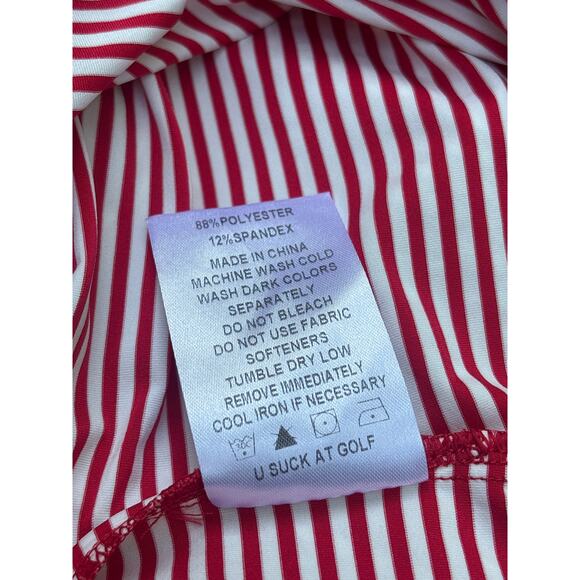 88%POLYESTER
12%SPANDEX
MADE IN CHINA
MACHINE WASH COLD
WASH DARK COLORS
SEPARATELY
DO NOT BLEACH
DO NOT USE FABRIC
SOFTENERS
TUMBLE DRY LOW
REMOVE IMMEDIATELY
COOL IRON IF NECESSARY
U SUCK AT GOLF